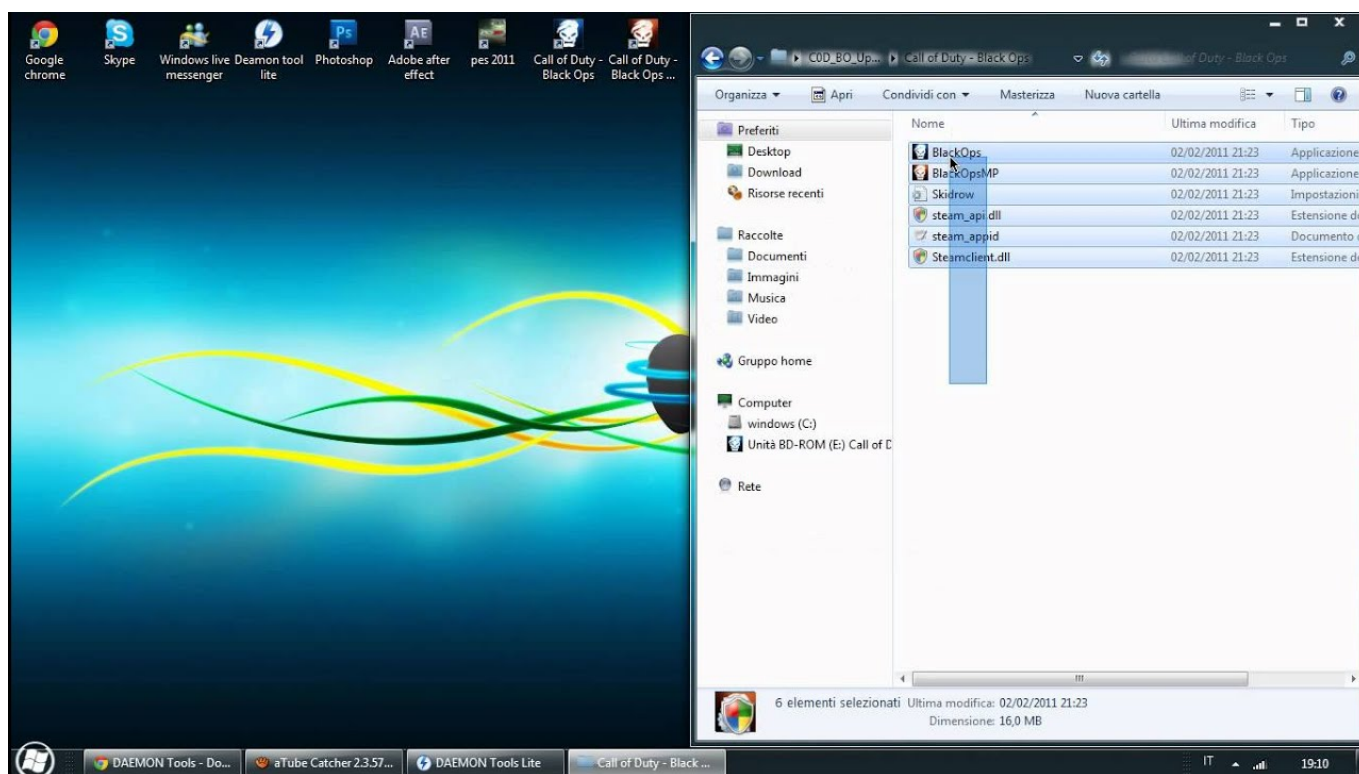 Google chrome
Skype
Windows live messenger
Deamon tool lite
Photoshop
Adobe after effect
pes 2011
Call of Duty - Black Ops
Call of Duty - Black Ops ...
C0D_BO_Up...
Call of Duty - Black Ops
of Duty - Black Ops
Organizza
Apri
Condividi con
Masterizza
Nuova cartella
Preferiti
Desktop
Download
Risorse recenti
Raccolte
Documenti
Immagini
Musica
Video
Gruppo home
Computer
windows (C:)
Unità BD-ROM (E:) Call of D
Rete
Nome Ultima modifica Tipo
BlackOps 02/02/2011 21:23 Applicazione
BlackOpsMP 02/02/2011 21:23 Applicazione
Skidrow 02/02/2011 21:23 Impostazioni
steam_api.dll 02/02/2011 21:23 Estensione de
steam_appid 02/02/2011 21:23 Documento
Steamclient.dll 02/02/2011 21:23 Estensione de
6 elementi selezionati Ultima modifica: 02/02/2011 21:23
Dimensione: 16,0 MB
DAEMON Tools - Do...
aTube Catcher 2.3.57...
DAEMON Tools Lite
Call of Duty - Black ...
IT
19:10